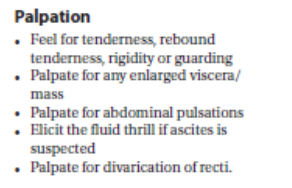 Palpation
• Feel for tenderness, rebound
tenderness, rigidity or guarding
• Palpate for any enlarged viscera/
mass
• Palpate for abdominal pulsations
• Elicit the fluid thrill if ascites is
suspected
• Palpate for divarication of recti.